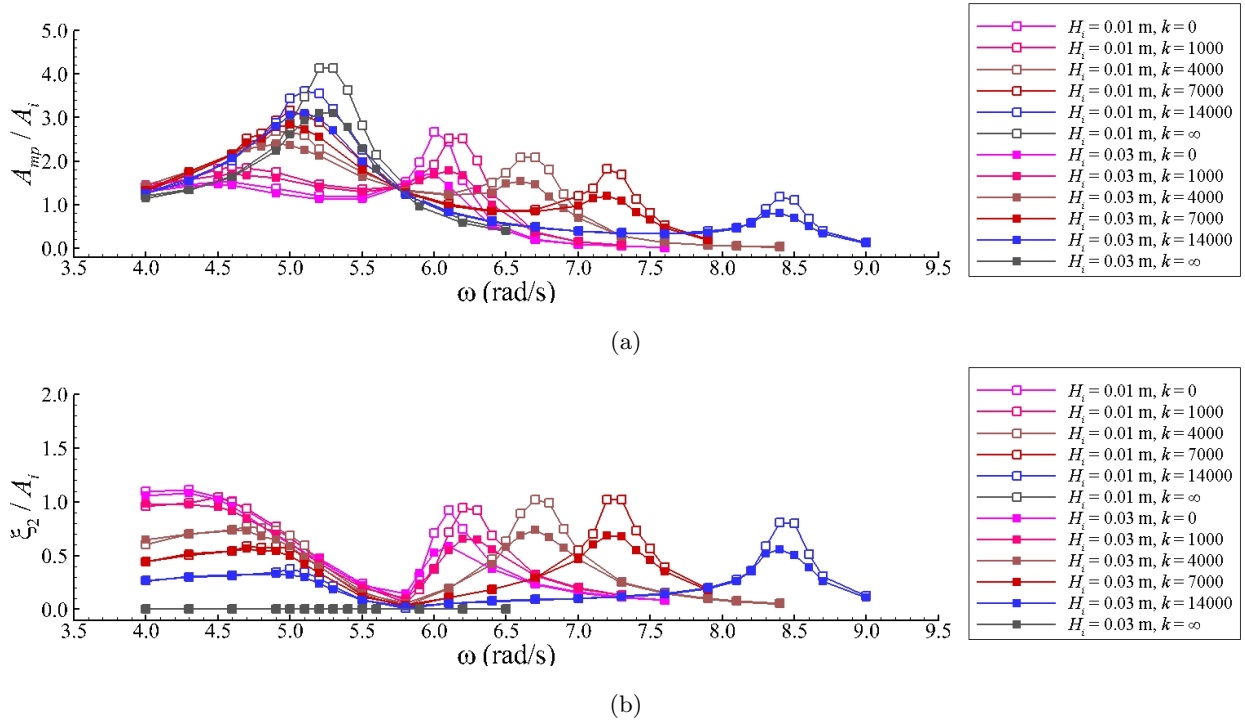 5.0
4.0
3.0
2.0
1.0
0.0
A_mp / A_i
3.5 4.0 4.5 5.0 5.5 6.0 6.5 7.0 7.5 8.0 8.5 9.0 9.5
ω (rad/s)
H_i = 0.01 m, k = 0
H_i = 0.01 m, k = 1000
H_i = 0.01 m, k = 4000
H_i = 0.01 m, k = 7000
H_i = 0.01 m, k = 14000
H_i = 0.01 m, k = ∞
H_i = 0.03 m, k = 0
H_i = 0.03 m, k = 1000
H_i = 0.03 m, k = 4000
H_i = 0.03 m, k = 7000
H_i = 0.03 m, k = 14000
H_i = 0.03 m, k = ∞
(a)
2.0
1.5
1.0
0.5
0.0
ξ_2 / A_i
3.5 4.0 4.5 5.0 5.5 6.0 6.5 7.0 7.5 8.0 8.5 9.0 9.5
ω (rad/s)
H_i = 0.01 m, k = 0
H_i = 0.01 m, k = 1000
H_i = 0.01 m, k = 4000
H_i = 0.01 m, k = 7000
H_i = 0.01 m, k = 14000
H_i = 0.01 m, k = ∞
H_i = 0.03 m, k = 0
H_i = 0.03 m, k = 1000
H_i = 0.03 m, k = 4000
H_i = 0.03 m, k = 7000
H_i = 0.03 m, k = 14000
H_i = 0.03 m, k = ∞
(b)